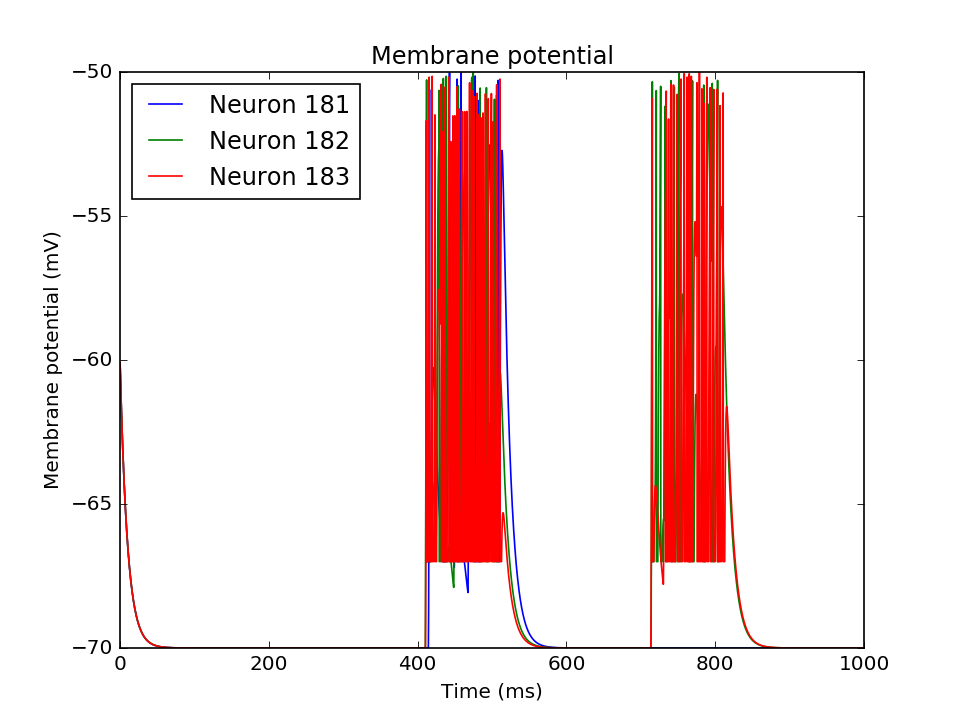 Membrane potential
−50
Neuron 181
Neuron 182
Neuron 183
−55
Membrane potential (mV)
−60
−65
−70
0 200 400 600 800 1000
Time (ms)